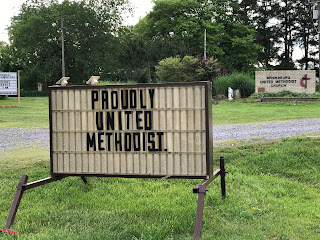 PROUDLY
UNITED
METHODIST.
UNITED METHODIST CHURCH